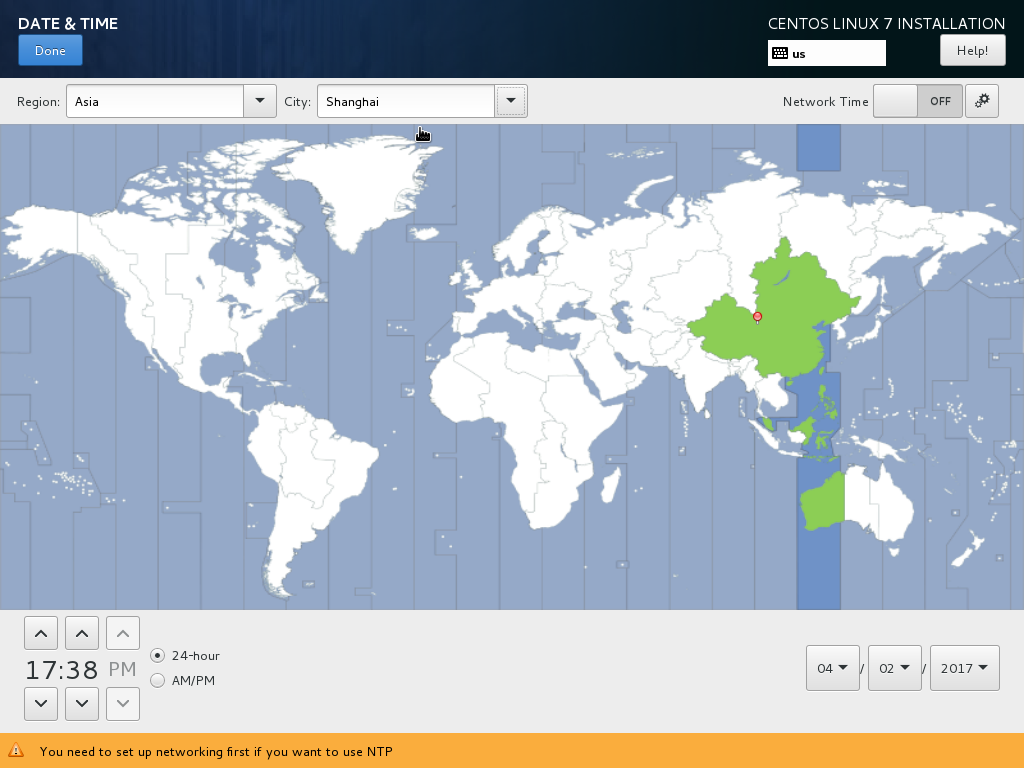 DATE & TIME
CENTOS LINUX 7 INSTALLATION
Done
us
Help!
Region: Asia City: Shanghai Network Time OFF
17:38 PM
24-hour
AM/PM
04 / 02 / 2017
You need to set up networking first if you want to use NTP